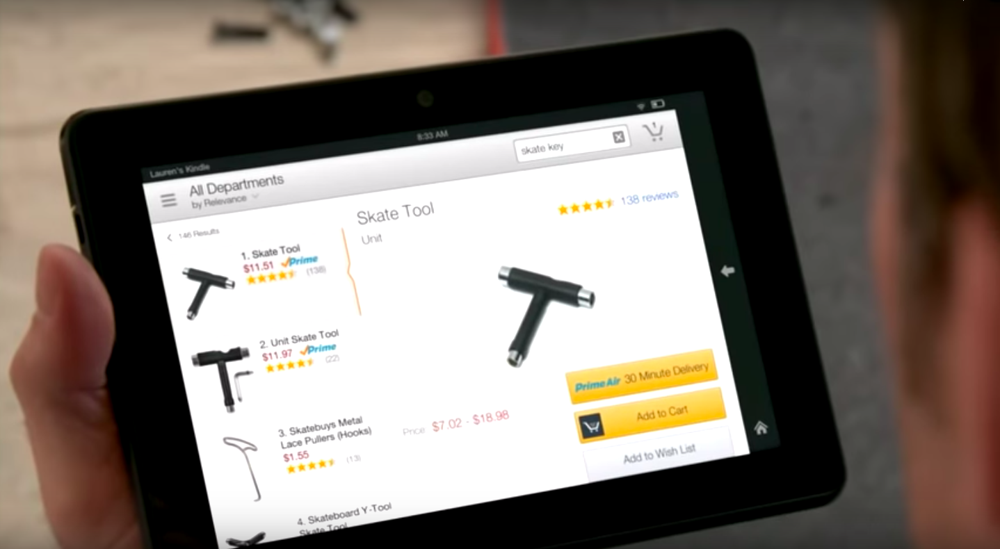 8:33 AM
Lauren's Kindle
All Departments
by Relevance
skate key
1
146 Results
1. Skate Tool
$11.51 Prime
(138)
2. Unit Skate Tool
$11.97 Prime
(22)
3. Skatebuys Metal
Lace Pullers (Hooks)
$1.55
(13)
4. Skateboard Y-Tool
Skate Tool
Skate Tool
138 reviews
Unit
Price $7.02 - $18.98
Prime Air 30 Minute Delivery
Add to Cart
Add to Wish List